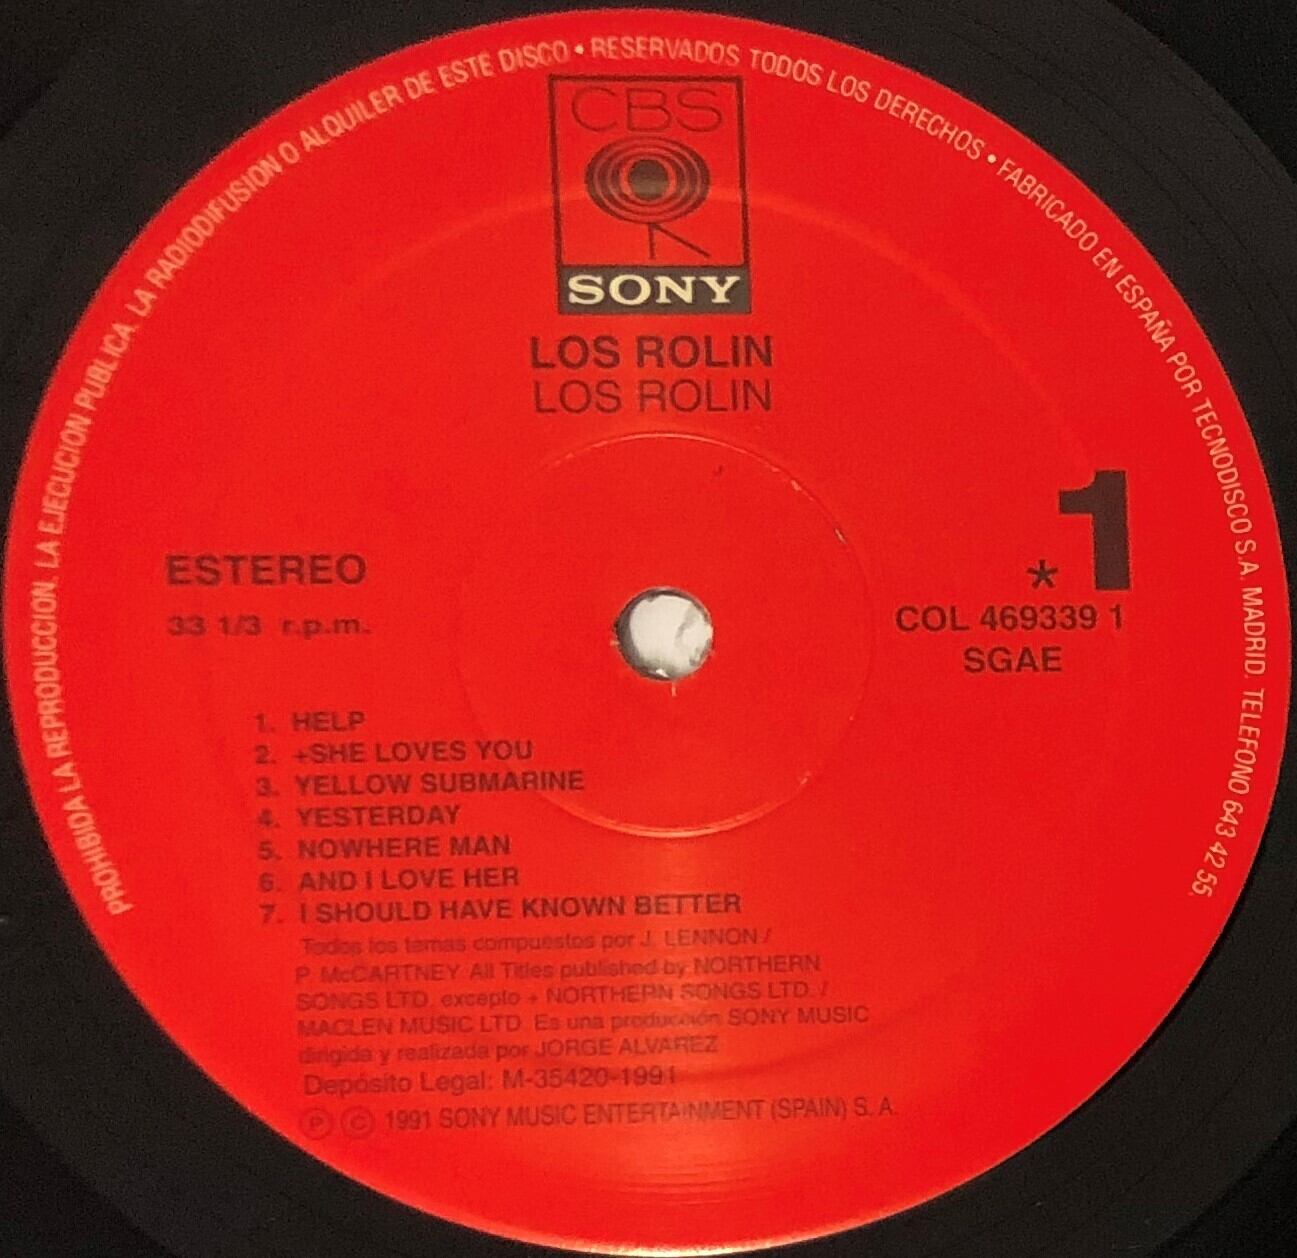 PROHIBIDA LA REPRODUCCION. LA EJECUCION PUBLICA. LA RADIODIFUSION O ALQUILER DE ESTE DISCO • RESERVADOS TODOS LOS DERECHOS • FABRICADO EN ESPAÑA POR TECNODISCO S.A. MADRID. TELEFONO 643 42 55.
CBS
SONY
LOS ROLIN
LOS ROLIN
1
ESTEREO
33 1/3 r.p.m.
*
COL 469339 1
SGAE
1. HELP
2. +SHE LOVES YOU
3. YELLOW SUBMARINE
4. YESTERDAY
5. NOWHERE MAN
6. AND I LOVE HER
7. I SHOULD HAVE KNOWN BETTER
Todos los temas compuestos por J. LENNON /
P. McCARTNEY. All Titles published by NORTHERN
SONGS LTD. excepto + NORTHERN SONGS LTD. /
MACLEN MUSIC LTD. Es una producción SONY MUSIC
dirigida y realizada por JORGE ALVAREZ
Depósito Legal: M-35420-1991
Ⓟ © 1991 SONY MUSIC ENTERTAINMENT (SPAIN) S. A.